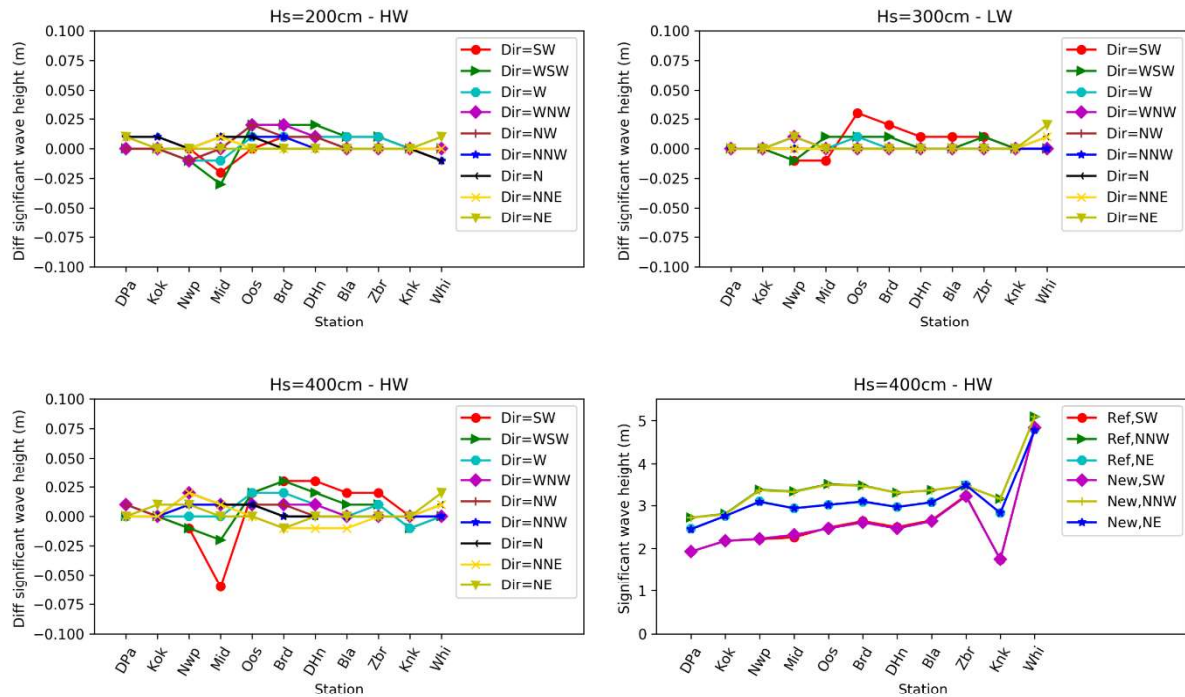 Hs=200cm - HW
0.100
0.075
0.050
0.025
0.000
−0.025
−0.050
−0.075
−0.100
Diff significant wave height (m)
DPa
Kok
Nwp
Mid
Oos
Brd
DHn
Bla
Zbr
Knk
Whi
Station
Dir=SW
Dir=WSW
Dir=W
Dir=WNW
Dir=NW
Dir=NNW
Dir=N
Dir=NNE
Dir=NE
Hs=300cm - LW
0.100
0.075
0.050
0.025
0.000
−0.025
−0.050
−0.075
−0.100
Diff significant wave height (m)
DPa
Kok
Nwp
Mid
Oos
Brd
DHn
Bla
Zbr
Knk
Whi
Station
Dir=SW
Dir=WSW
Dir=W
Dir=WNW
Dir=NW
Dir=NNW
Dir=N
Dir=NNE
Dir=NE
Hs=400cm - HW
0.100
0.075
0.050
0.025
0.000
−0.025
−0.050
−0.075
−0.100
Diff significant wave height (m)
DPa
Kok
Nwp
Mid
Oos
Brd
DHn
Bla
Zbr
Knk
Whi
Station
Dir=SW
Dir=WSW
Dir=W
Dir=WNW
Dir=NW
Dir=NNW
Dir=N
Dir=NNE
Dir=NE
Hs=400cm - HW
5
4
3
2
1
0
Significant wave height (m)
DPa
Kok
Nwp
Mid
Oos
Brd
DHn
Bla
Zbr
Knk
Whi
Station
Ref,SW
Ref,NNW
Ref,NE
New,SW
New,NNW
New,NE